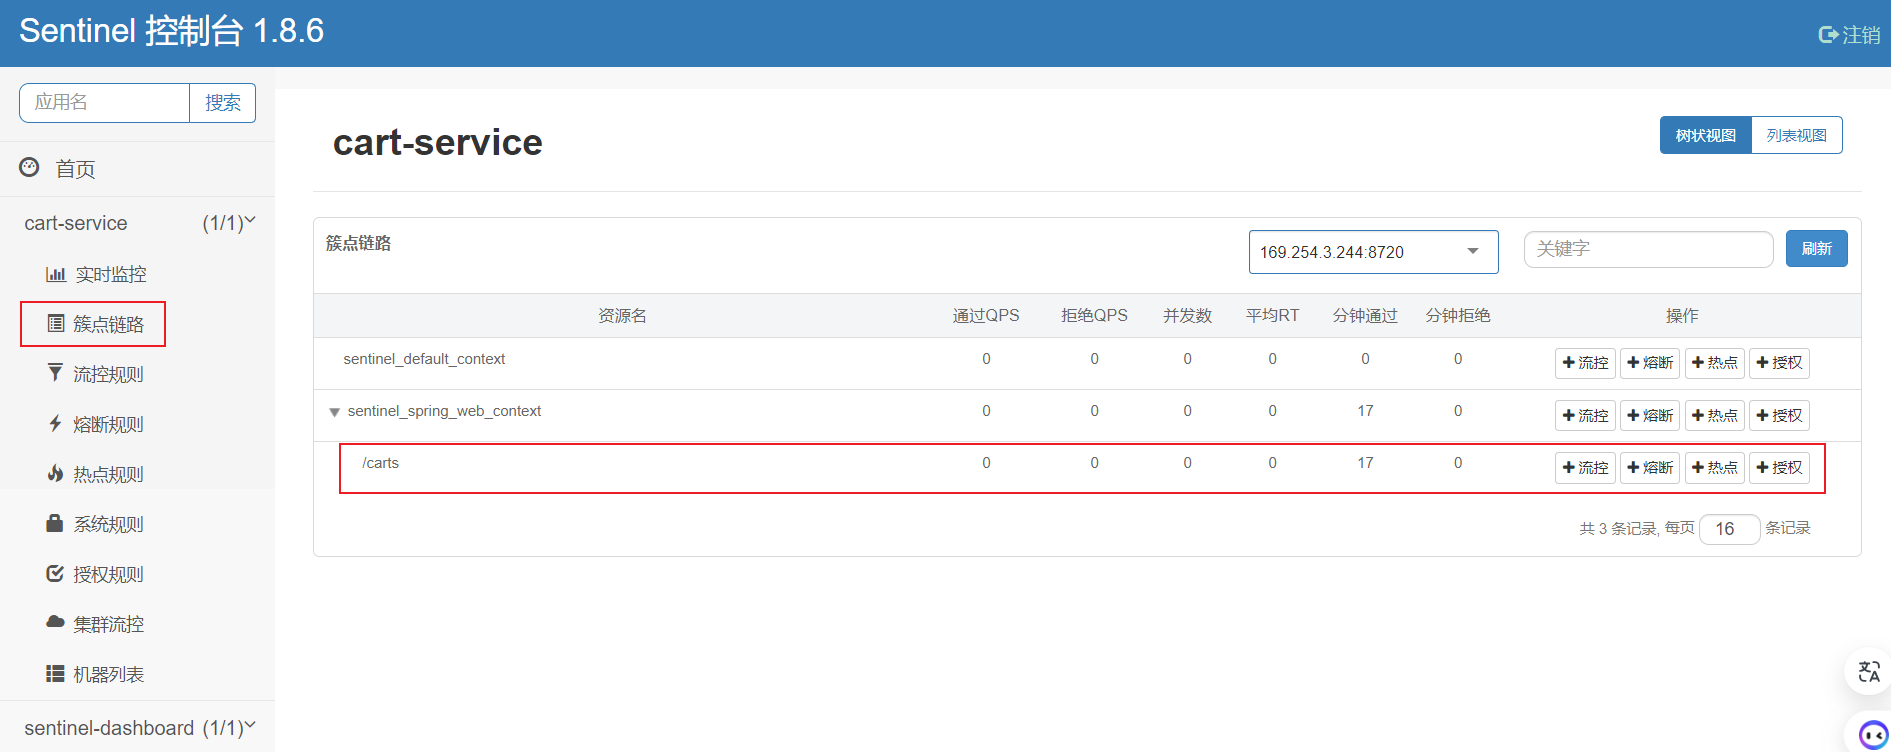 Sentinel 控制台 1.8.6
注销
应用名 搜索
首页
cart-service (1/1)
实时监控
簇点链路
流控规则
熔断规则
热点规则
系统规则
授权规则
集群流控
机器列表
sentinel-dashboard (1/1)
cart-service
树状视图 列表视图
簇点链路 169.254.3.244:8720 关键字 刷新
资源名 通过QPS 拒绝QPS 并发数 平均RT 分钟通过 分钟拒绝 操作
sentinel_default_context 0 0 0 0 0 0 流控 熔断 热点 授权
sentinel_spring_web_context 0 0 0 0 17 0 流控 熔断 热点 授权
/carts 0 0 0 0 17 0 流控 熔断 热点 授权
共 3 条记录, 每页 16 条记录
文A